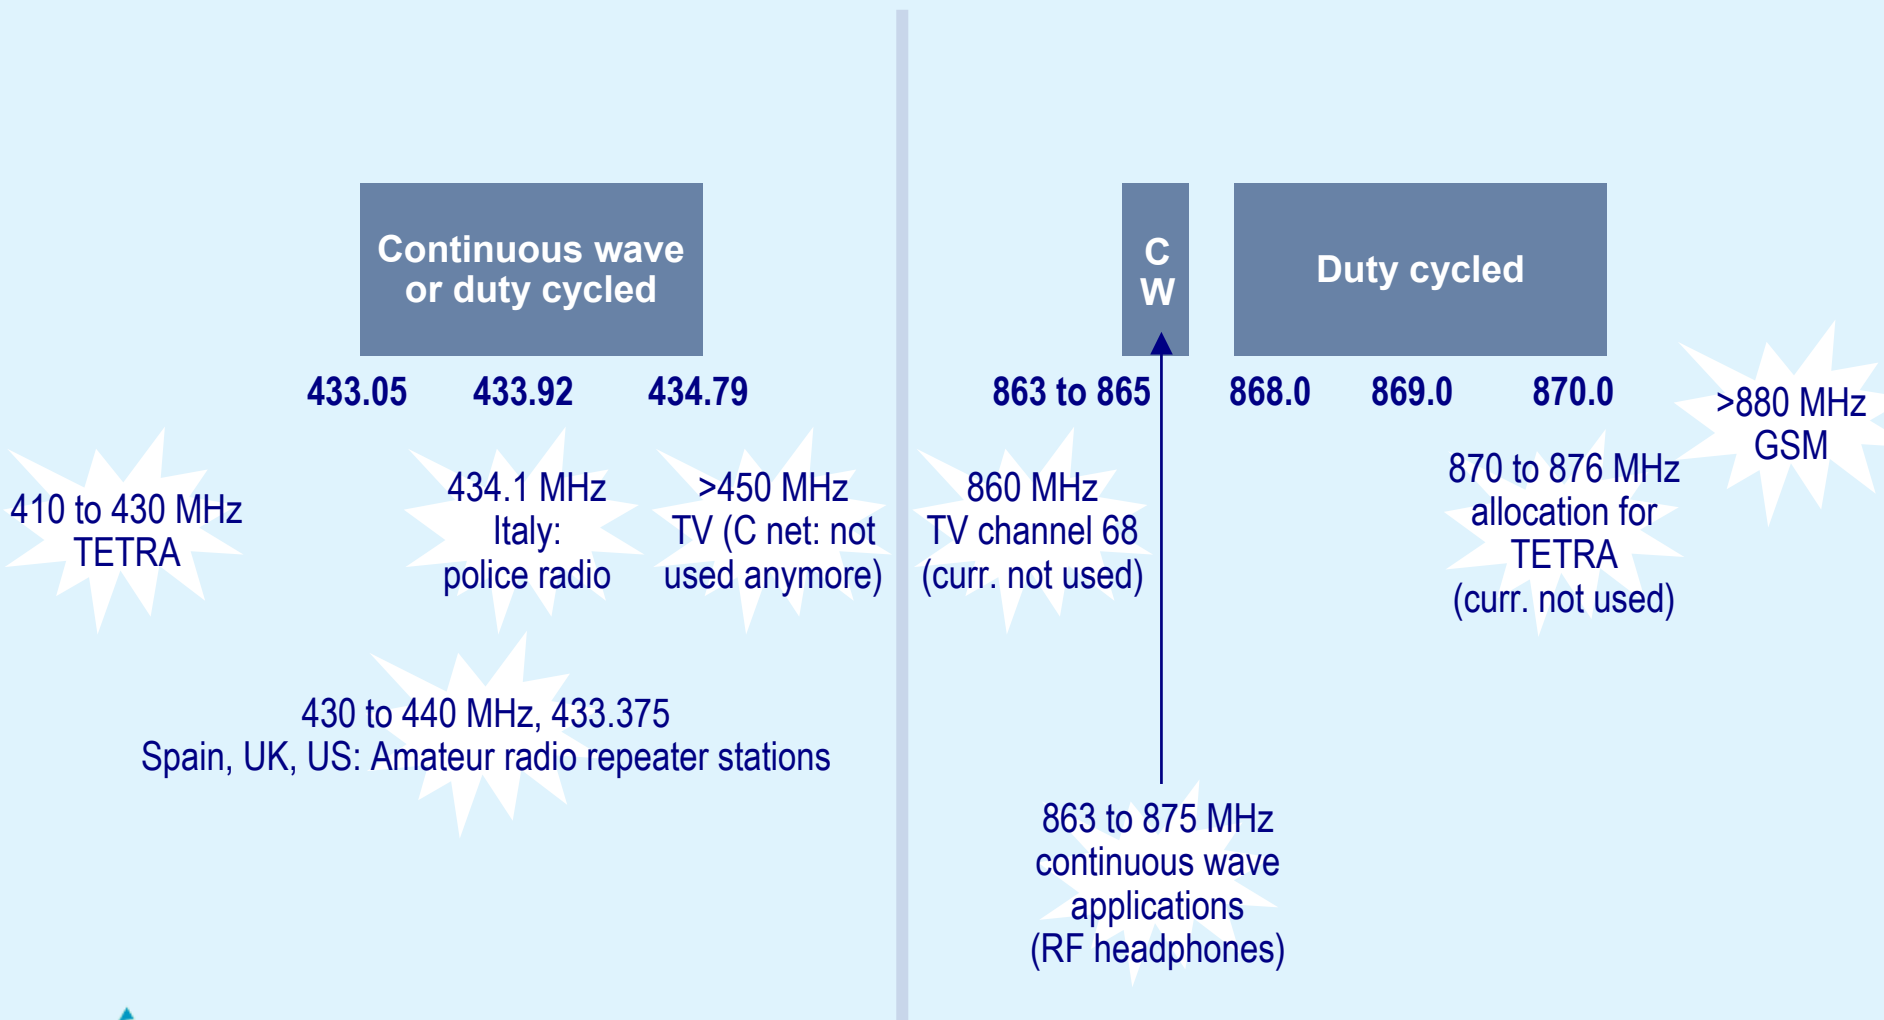 Continuous wave
or duty cycled
433.05
433.92
434.79
410 to 430 MHz
TETRA
434.1 MHz
Italy:
police radio
>450 MHz
TV (C net: not
used anymore)
430 to 440 MHz, 433.375
Spain, UK, US: Amateur radio repeater stations
C
W
Duty cycled
863 to 865
868.0
869.0
870.0
>880 MHz
GSM
860 MHz
TV channel 68
(curr. not used)
870 to 876 MHz
allocation for
TETRA
(curr. not used)
863 to 875 MHz
continuous wave
applications
(RF headphones)